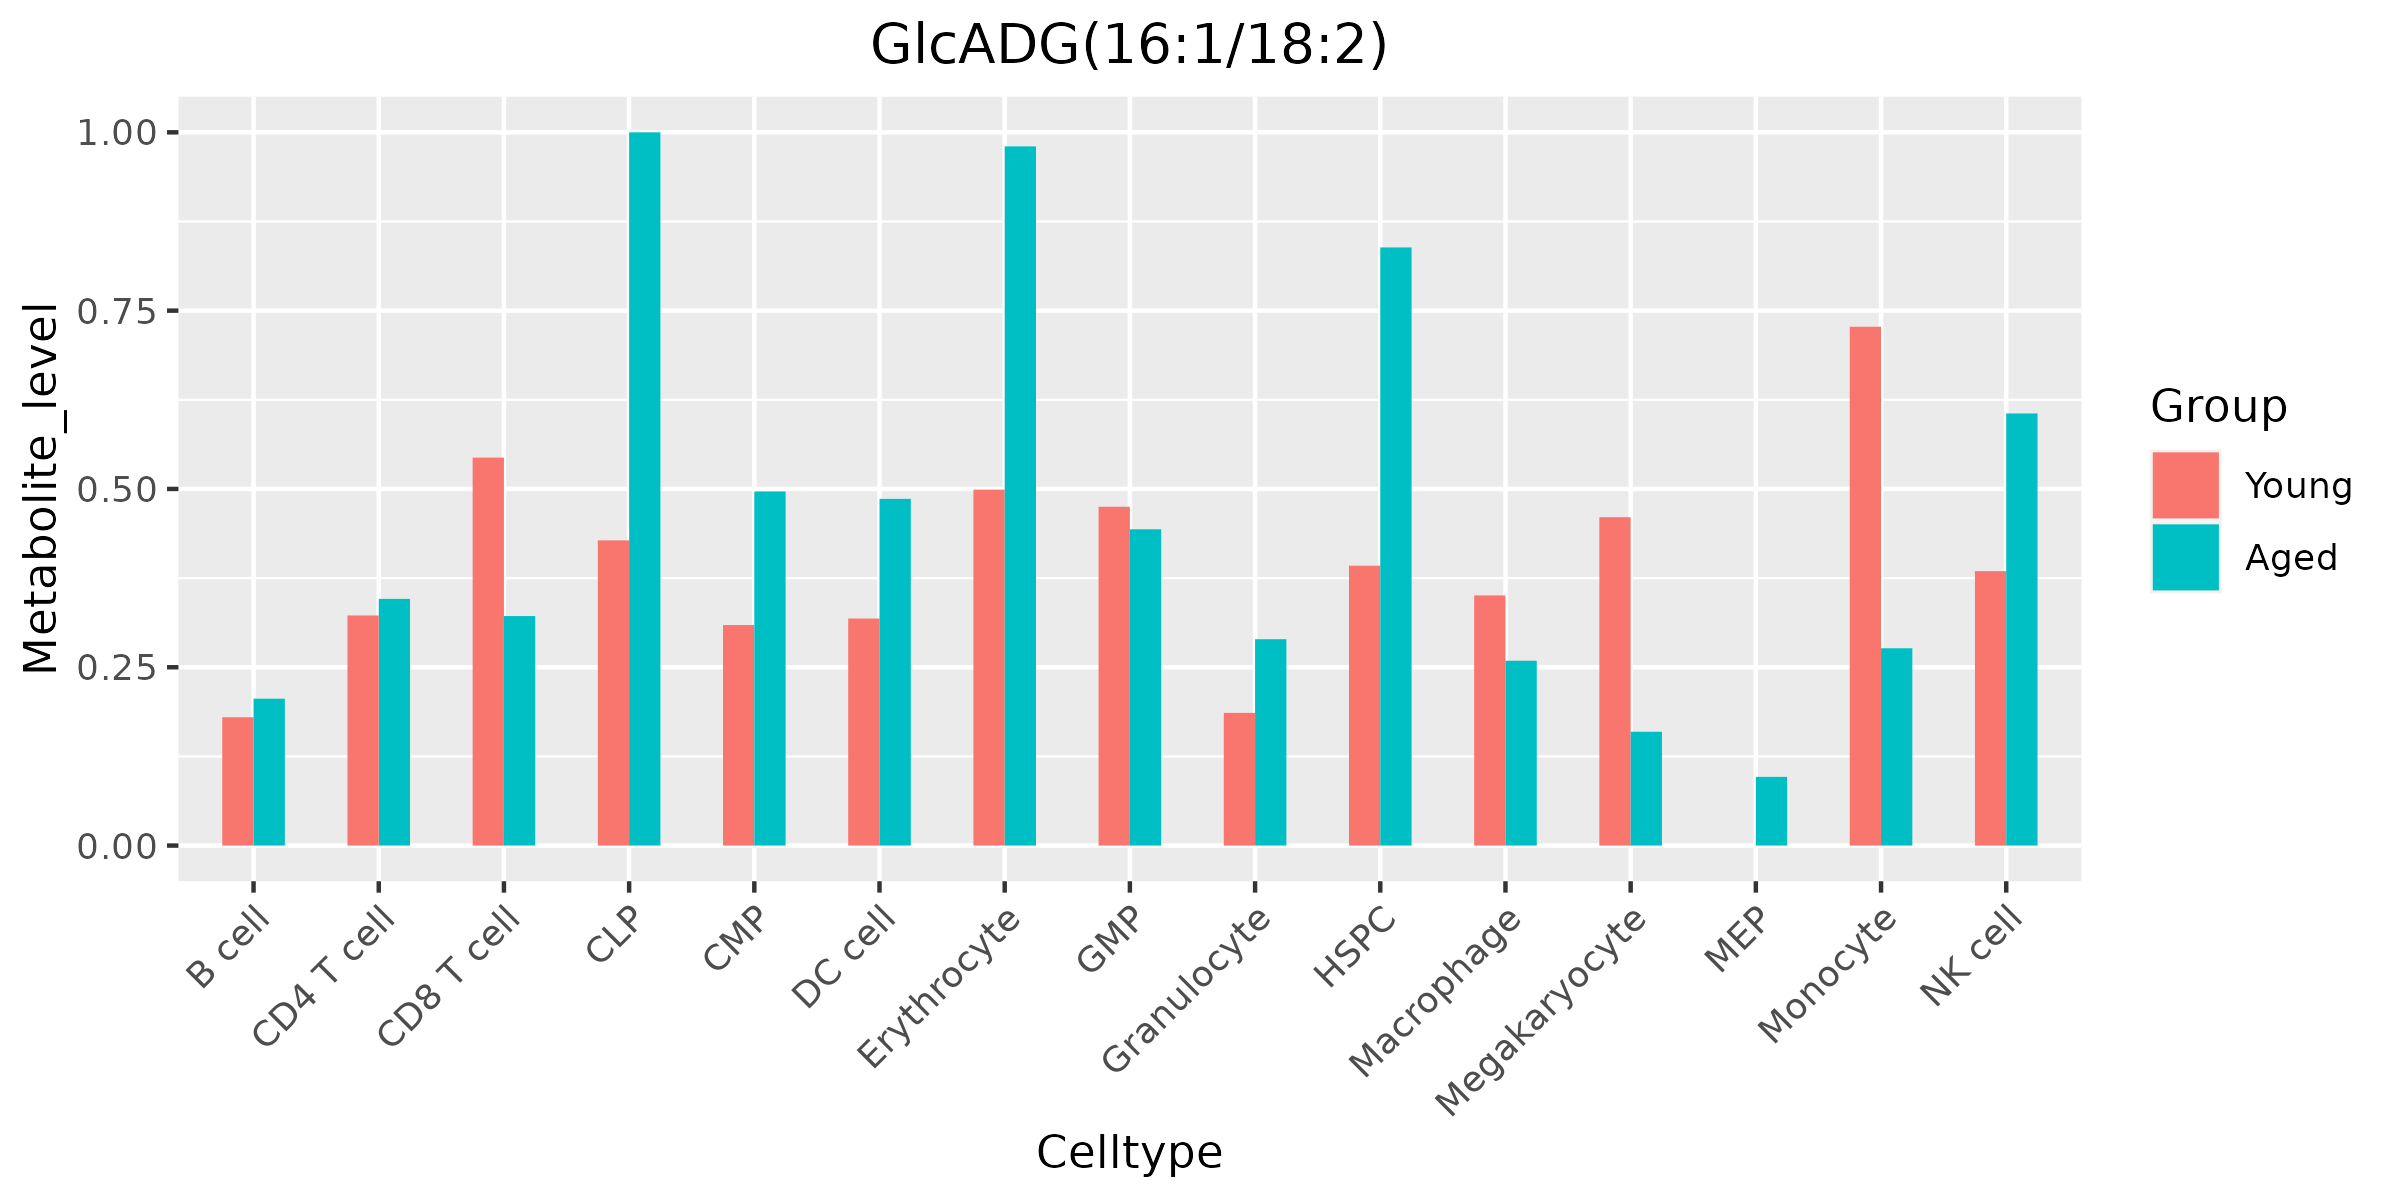 GlcADG(16:1/18:2)
Metabolite_level
1.00
0.75
0.50
0.25
0.00
B cell
CD4 T cell
CD8 T cell
CLP
CMP
DC cell
Erythrocyte
GMP
Granulocyte
HSPC
Macrophage
Megakaryocyte
MEP
Monocyte
NK cell
Celltype
Group
Young
Aged